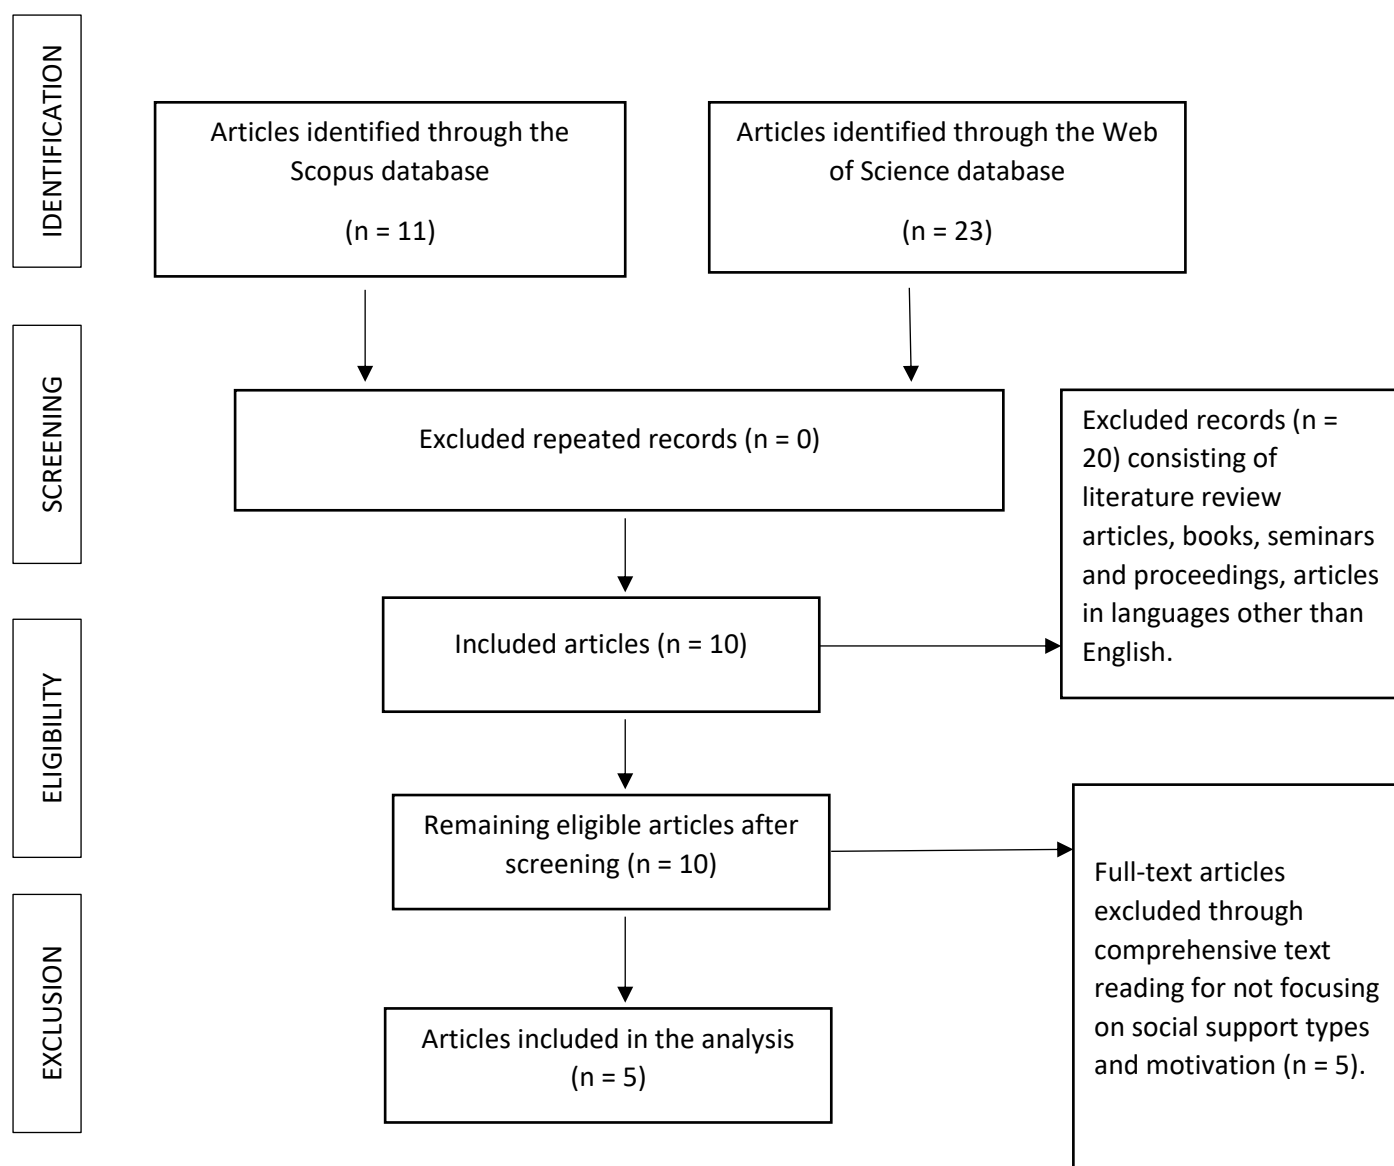 IDENTIFICATION
Articles identified through the
Scopus database
(n = 11)
Articles identified through the Web
of Science database
(n = 23)
SCREENING
Excluded repeated records (n = 0)
Excluded records (n =
20) consisting of
literature review
articles, books, seminars
and proceedings, articles
in languages other than
English.
ELIGIBILITY
Included articles (n = 10)
Remaining eligible articles after
screening (n = 10)
Full-text articles
excluded through
comprehensive text
reading for not focusing
on social support types
and motivation (n = 5).
EXCLUSION
Articles included in the analysis
(n = 5)